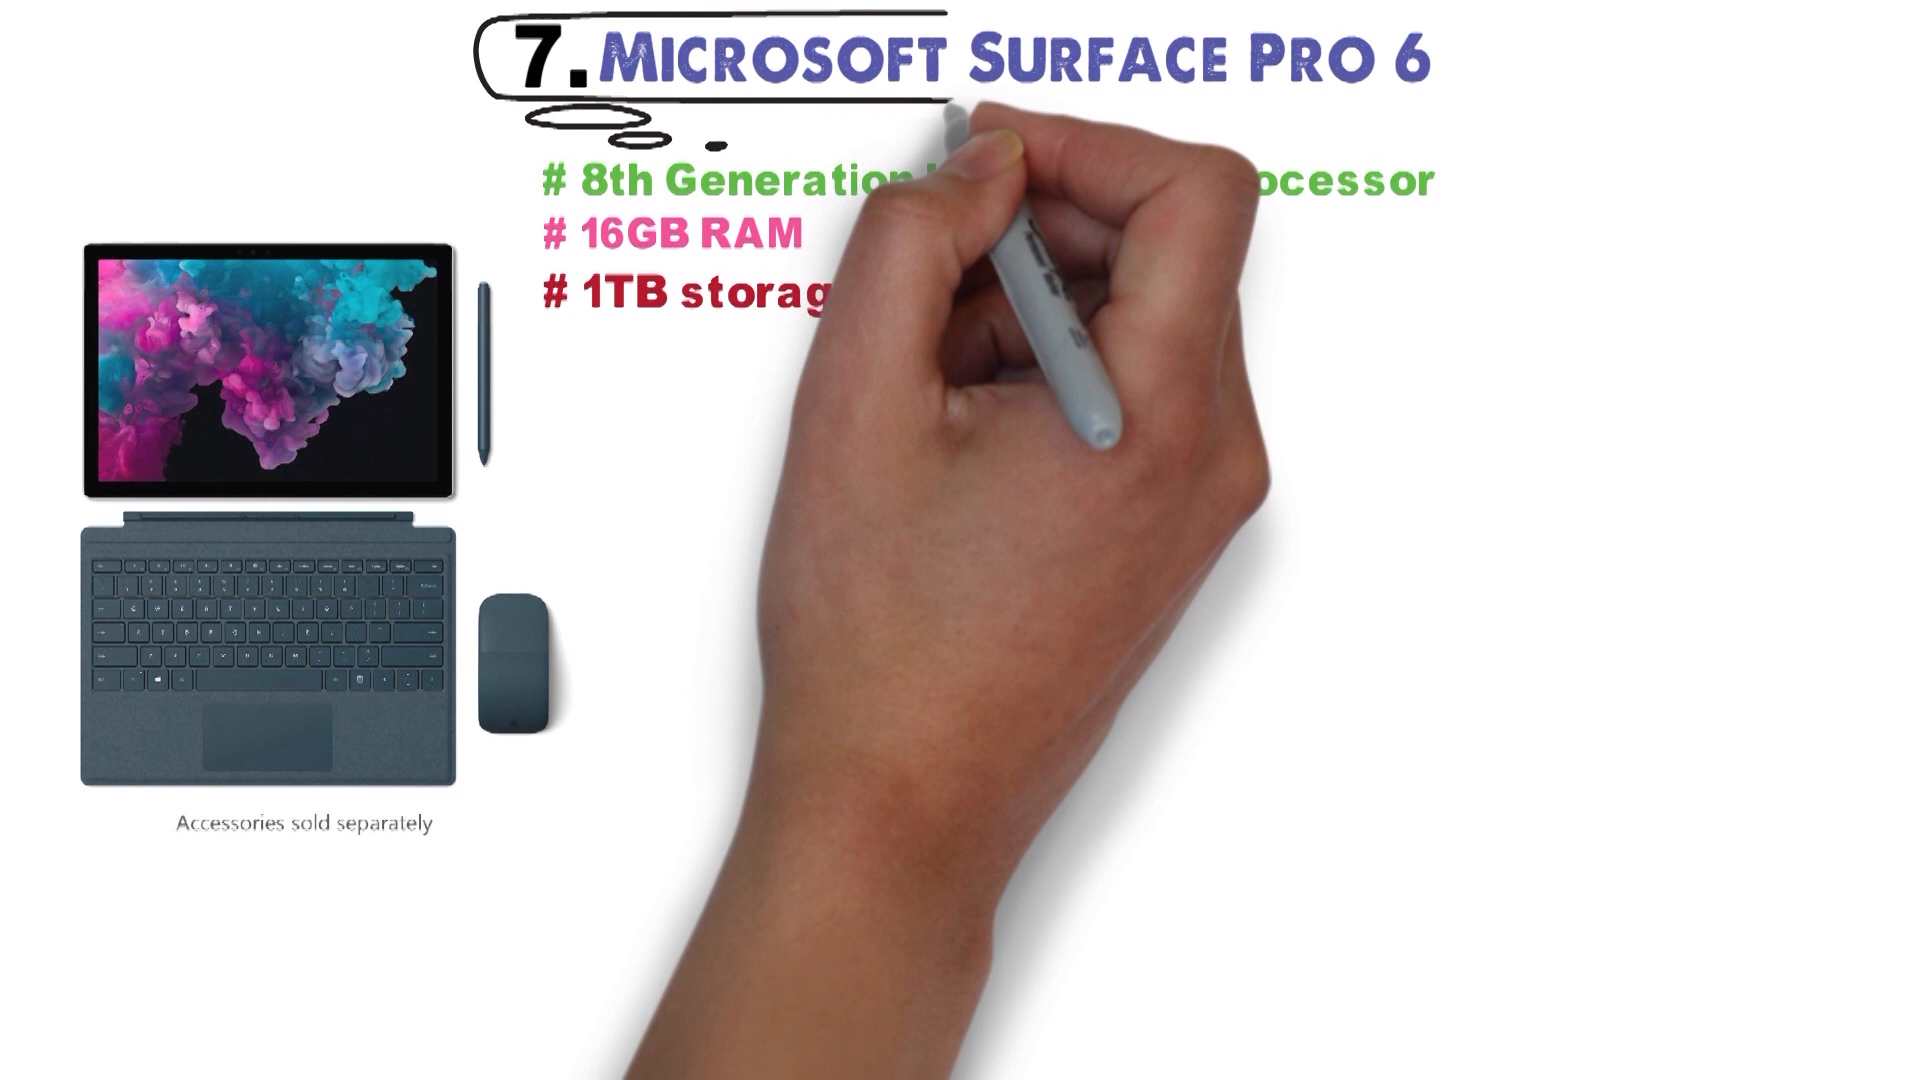 7. MICROSOFT SURFACE PRO 6
# 8th Generation ocessor
# 16GB RAM
# 1TB storag
Accessories sold separately